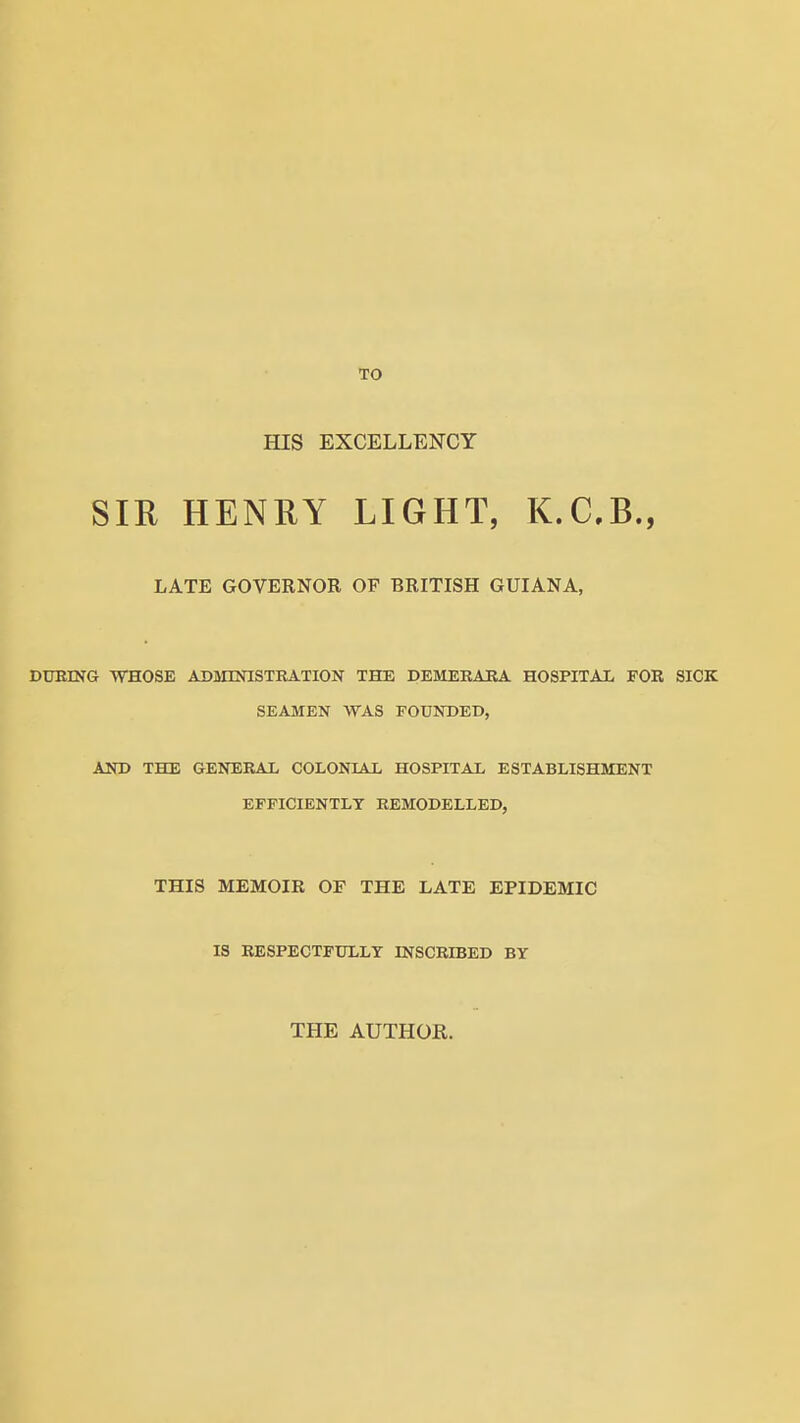 TO
HIS EXCELLENCY
SIR HENRY LIGHT, K.C.B.,
LATE GOVERNOR OF BRITISH GUIANA,
DURING WHOSE ADMINISTRATION THE DEMERARA HOSPITAL FOR SICK
SEAMEN WAS FOUNDED,
AND THE GENERAL COLONIAL HOSPITAL ESTABLISHMENT
EFFICIENTLY REMODELLED,
THIS MEMOIR OF THE LATE EPIDEMIC
IS RESPECTFULLY INSCRIBED BY
THE AUTHOR.